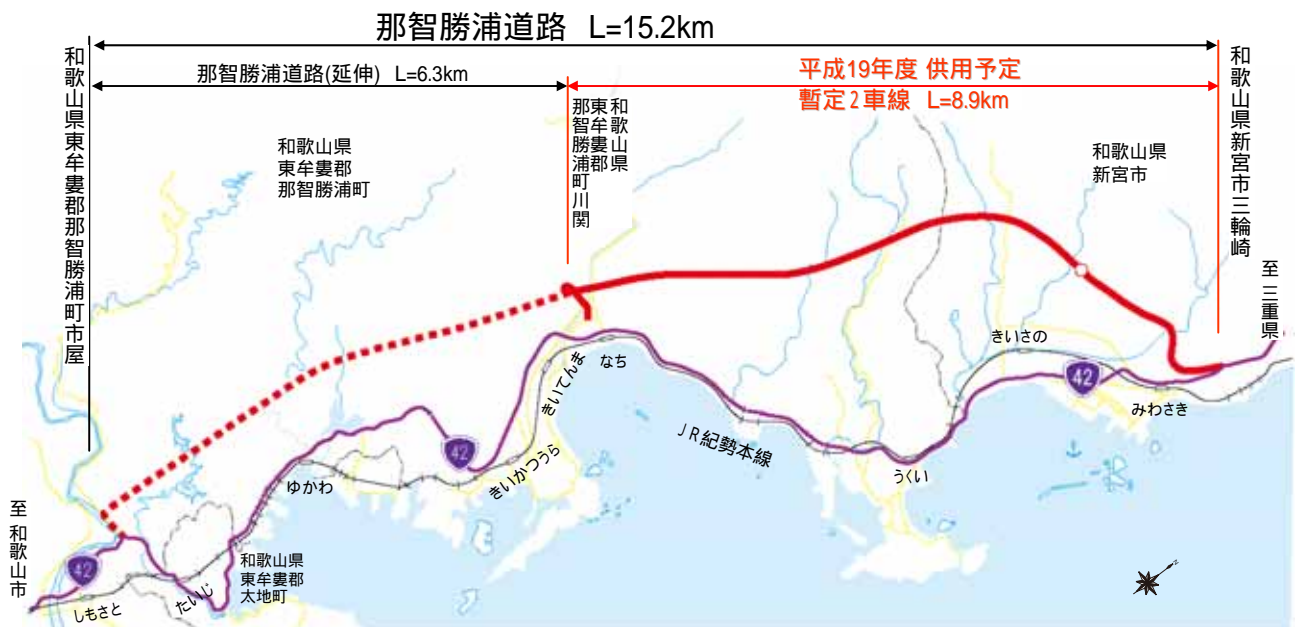 那智勝浦道路 L=15.2km
那智勝浦道路(延伸) L=6.3km
平成19年度 供用予定
暫定2車線 L=8.9km
和歌山県東牟婁郡那智勝浦町市屋
和歌山県
東牟婁郡
那智勝浦町
和歌山県
東牟婁郡
那智勝浦町川関
和歌山県
新宮市
和歌山県新宮市三輪崎
至 三重県
きいさの
42
みわさき
なち
きいてんま
JR紀勢本線
うくい
42
きいかつうら
ゆかわ
至 和歌山市
42
しもさと
たいじ
和歌山県
東牟婁郡
太地町
z